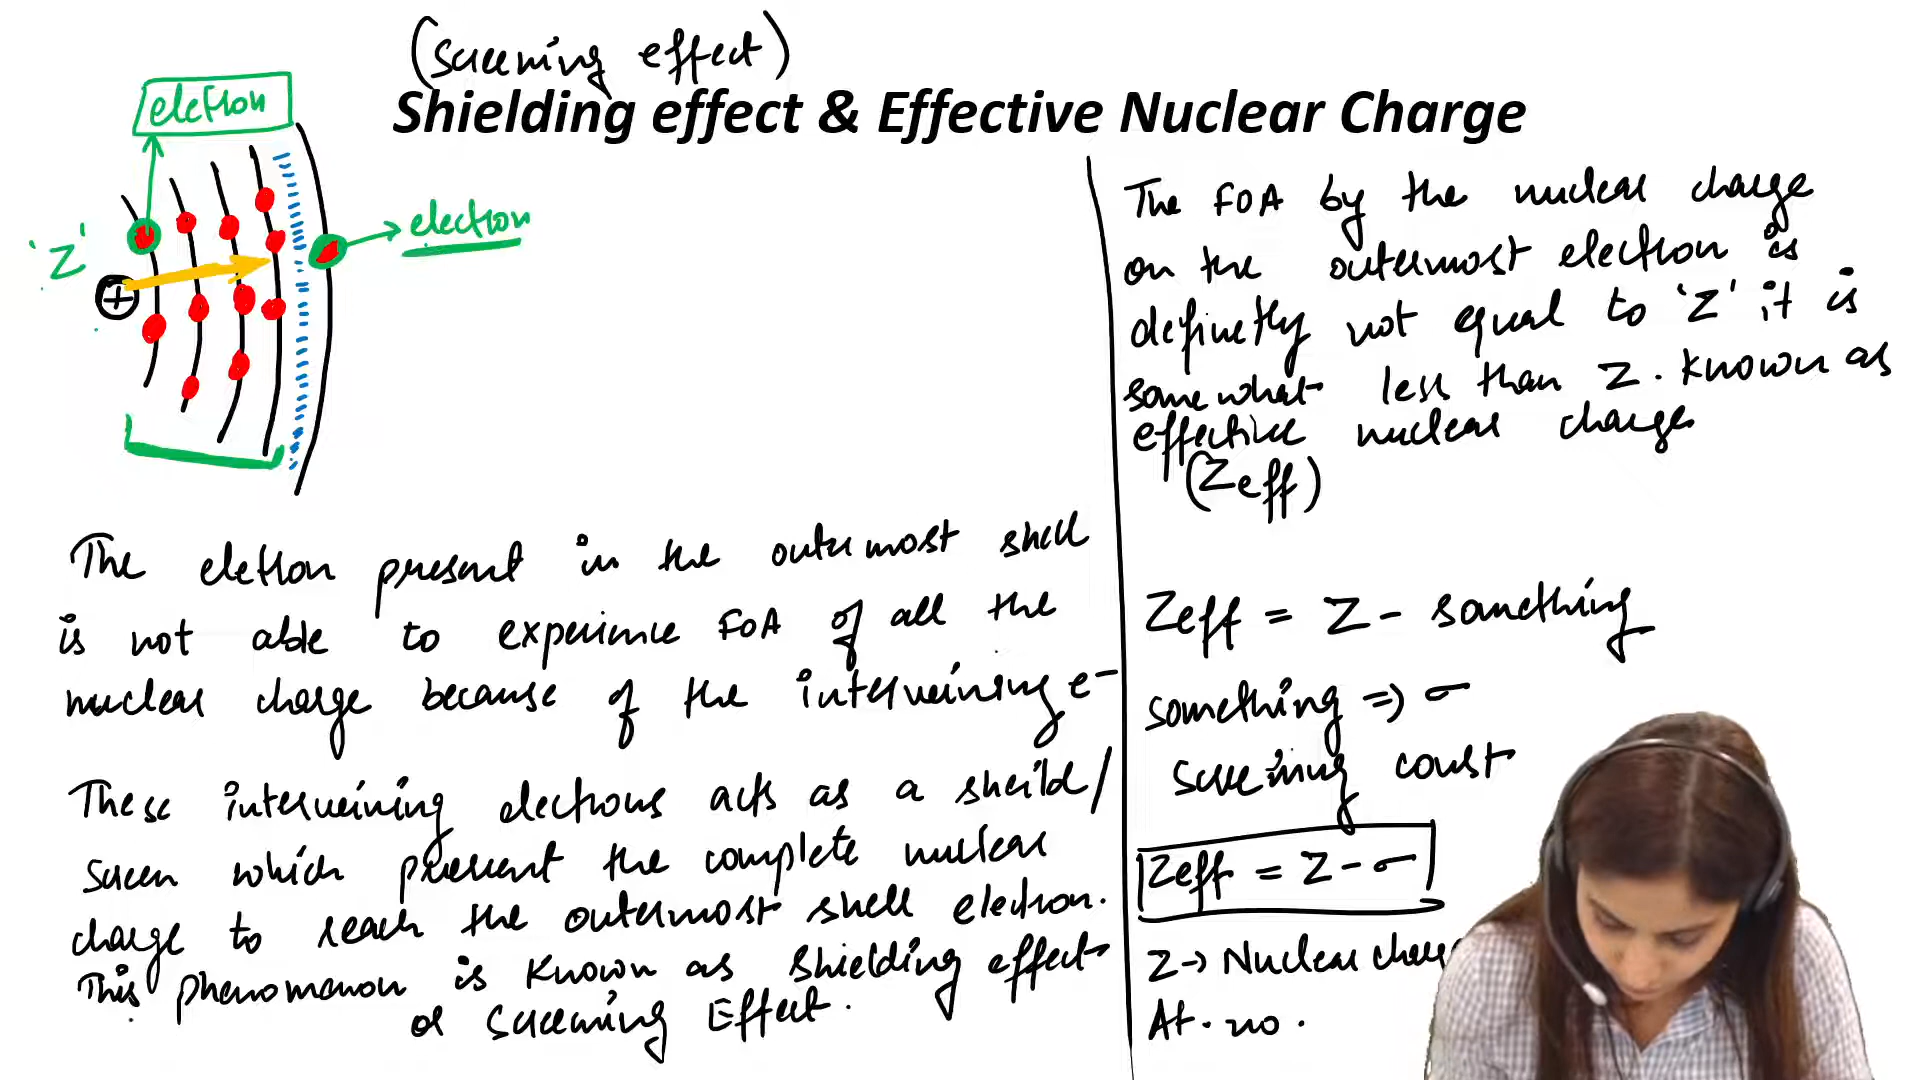 (screening effect)
Shielding effect & Effective Nuclear Charge
eletron
'Z'
+
electron
The eletron present in the outermost shell
is not able to experience FOA of all the
nuclear charge because of the interveining e-
These interveining electrons acts as a sheild/
screen which prevent the complete nuclear
charge to reach the outermost shell electron.
This phenomenon is known as shielding effect
or Screening Effect.
The FOA by the nuclear charge
on the outermost electron is
definetly not equal to 'Z' it is
somewhat less than Z. Known as
effective nuclear charge
(Zeff)
Zeff = Z - something
something => σ
screening const
Zeff = Z - σ
Z → Nuclear charge
At. no.